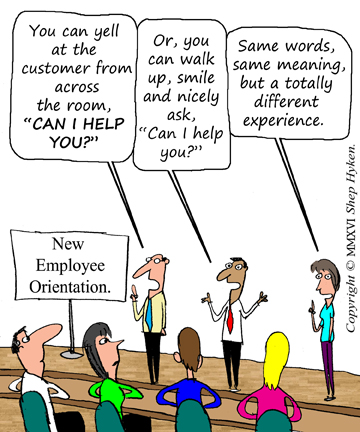 You can yell
at the
customer from
across
the room,
“CAN I HELP
YOU?”
Or, you
can walk
up, smile
and nicely
ask,
“Can I help
you?”
Same words,
same meaning,
but a totally
different
experience.
New
Employee
Orientation.
Copyright © MMXVI Shep Hyken.